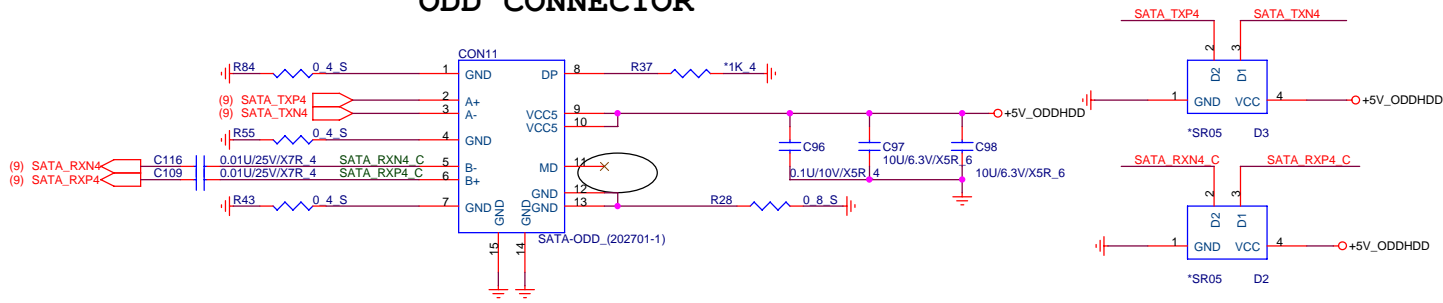 ODD CONNECTOR
SATA_TXP4 SATA_TXN4
CON11
R84 0_4_S 1 GND DP 8 R37 *1K_4
2 3
D2 D1
(9) SATA_TXP4 2 A+
(9) SATA_TXN4 3 A-
VCC5 9 +5V_ODDHDD
VCC5 10
1 GND VCC 4 +5V_ODDHDD
*SR05 D3
R55 0_4_S 4 GND
C96 C97 C98
10U/6.3V/X5R_6
0.1U/10V/X5R_4 10U/6.3V/X5R_6
(9) SATA_RXN4 C116 0.01U/25V/X7R_4 SATA_RXN4_C 5 B-
(9) SATA_RXP4 C109 0.01U/25V/X7R_4 SATA_RXP4_C 6 B+
MD 11
SATA_RXN4_C SATA_RXP4_C
GND 12
R43 0_4_S 7 GND GND 13 R28 0_8_S
2 3
D2 D1
GND GND
15 14
SATA-ODD_(202701-1)
1 GND VCC 4 +5V_ODDHDD
*SR05 D2